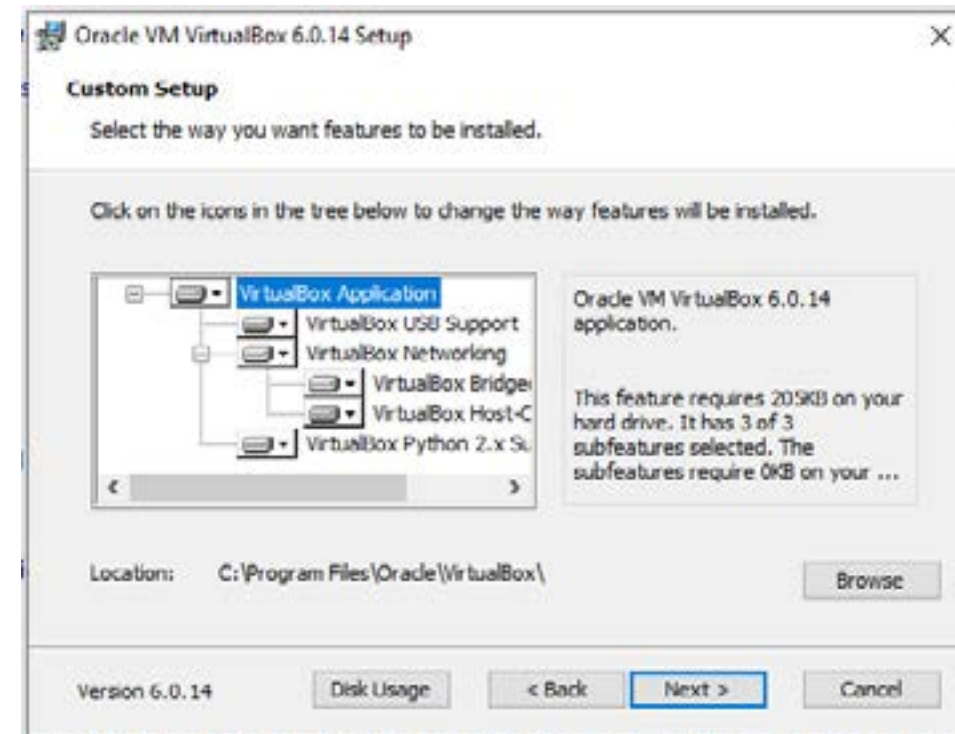 Oracle VM VirtualBox 6.0.14 Setup
Custom Setup
Select the way you want features to be installed.
Click on the icons in the tree below to change the way features will be installed.
VirtualBox Application
VirtualBox USB Support
VirtualBox Networking
VirtualBox Bridge
VirtualBox Host-C
VirtualBox Python 2.x Su
Oracle VM VirtualBox 6.0.14
application.
This feature requires 205KB on your
hard drive. It has 3 of 3
subfeatures selected. The
subfeatures require 0KB on your ...
Location: C:\Program Files\Oracle\VirtualBox\
Browse
Version 6.0.14 Disk Usage < Back Next > Cancel